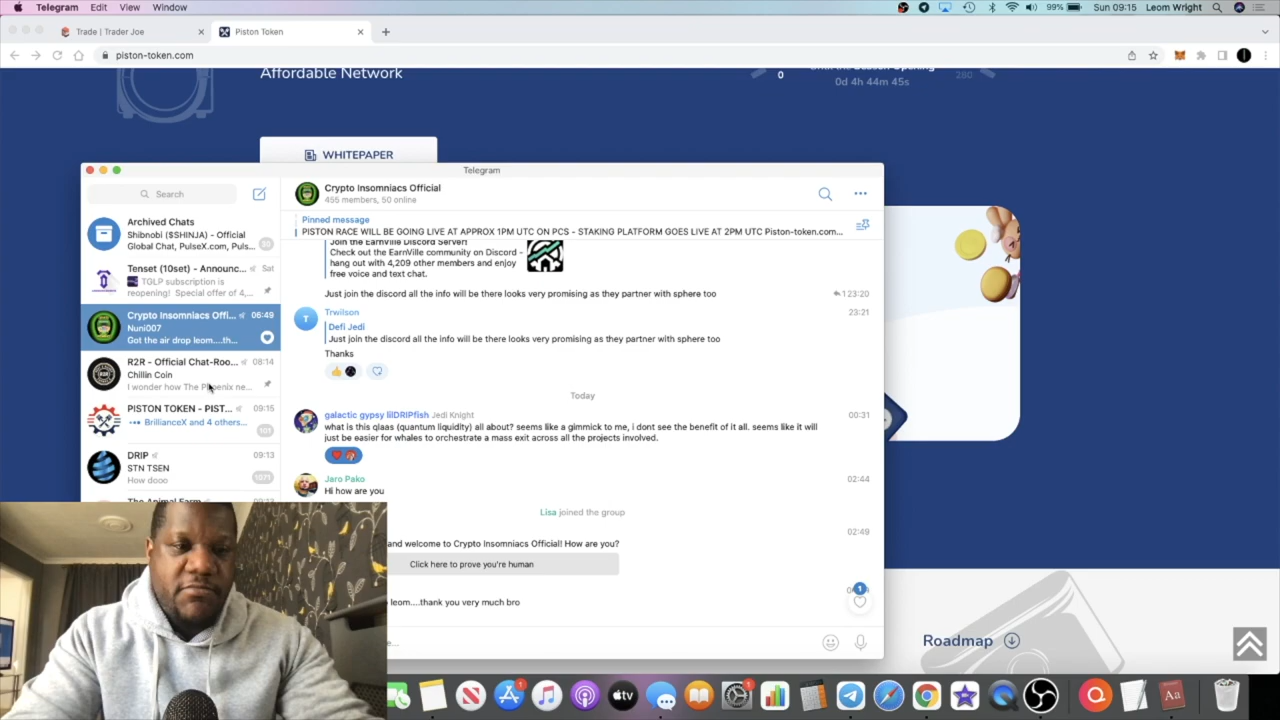 Telegram Edit View Window
99% Sun 09:15 Leom Wright
Trade | Trader Joe
Piston Token
piston-token.com
Affordable Network
0
0d 4h 44m 45s
260
WHITEPAPER
Telegram
Search
Archived Chats
Shibnobi ($SHINJA) - Official
Global Chat, PulseX.com, Puls...
Tenset (10set) - Announc...
Sat
TGLP subscription is
reopening! Special offer of 4,...
Crypto Insomniacs Offi...
06:49
Nuni007
Got the air drop leom....th...
R2R - Official Chat-Roo...
08:14
Chillin Coin
I wonder how The Phoenix ne...
PISTON TOKEN - PIST...
09:15
BrillianceX and 4 others...
101
DRIP
09:13
STN TSEN
How dooo
1071
Crypto Insomniacs Official
455 members, 50 online
Pinned message
PISTON RACE WILL BE GOING LIVE AT APPROX 1PM UTC ON PCS - STAKING PLATFORM GOES LIVE AT 2PM UTC Piston-token.com...
Join the EarnVille Discord Server!
Check out the EarnVille community on Discord -
hang out with 4,209 other members and enjoy
free voice and text chat.
Just join the discord all the info will be there looks very promising as they partner with sphere too
1 23:20
Trwilson
23:21
T
Defi Jedi
Just join the discord all the info will be there looks very promising as they partner with sphere too
Thanks
Today
galactic gypsy lilDRIPfish Jedi Knight
00:31
what is this qlaas (quantum liquidity) all about? seems like a gimmick to me, i dont see the benefit of it all. seems like it will
just be easier for whales to orchestrate a mass exit across all the projects involved.
Jaro Pako
02:44
Hi how are you
Lisa joined the group
02:49
and welcome to Crypto Insomniacs Official! How are you?
Click here to prove you're human
1
leom....thank you very much bro
Roadmap